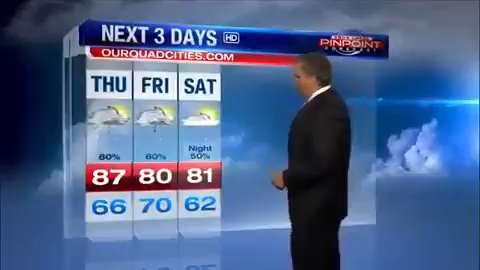 NEXT 3 DAYS HD
OURQUADCITIES.COM
PINPOINT
FORECAST
THU FRI SAT
Night
60% 60% 50%
87 80 81
66 70 62